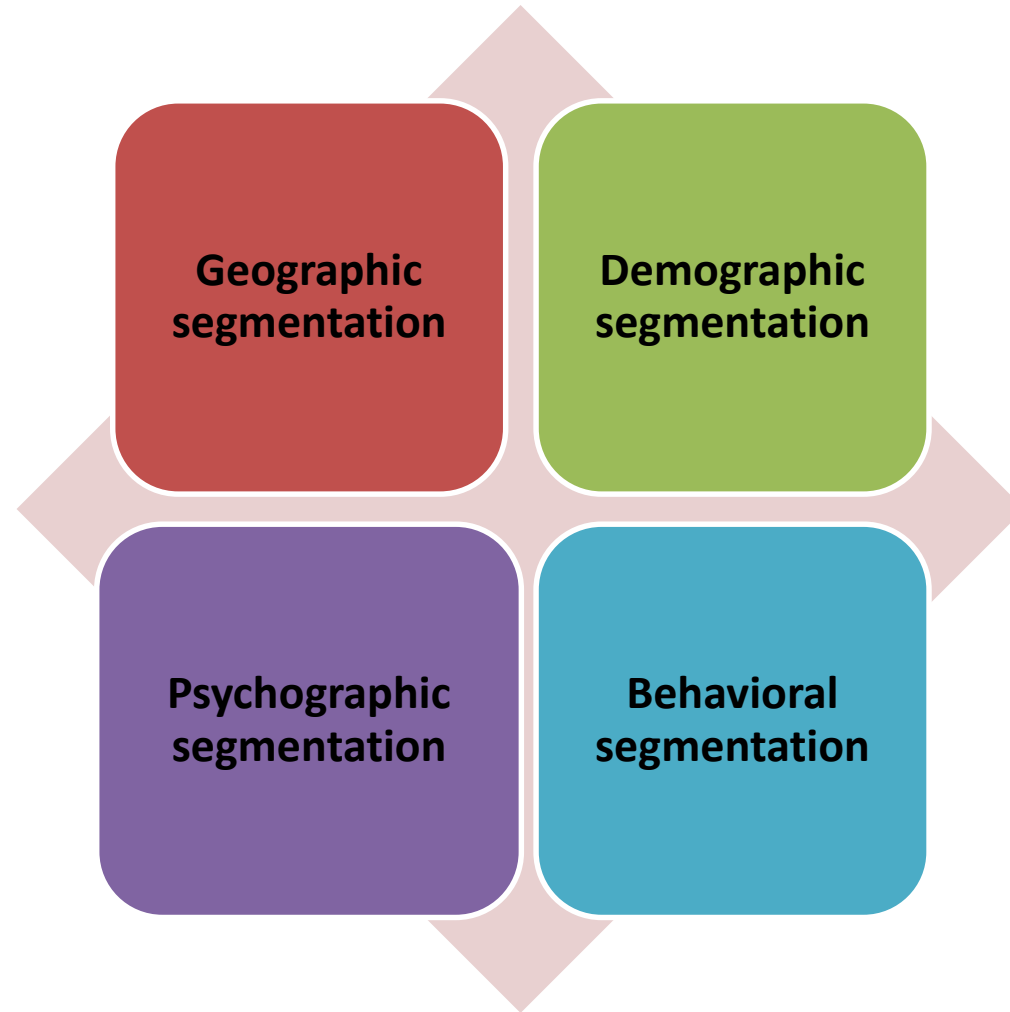 Geographic
segmentation
Demographic
segmentation
Psychographic
segmentation
Behavioral
segmentation